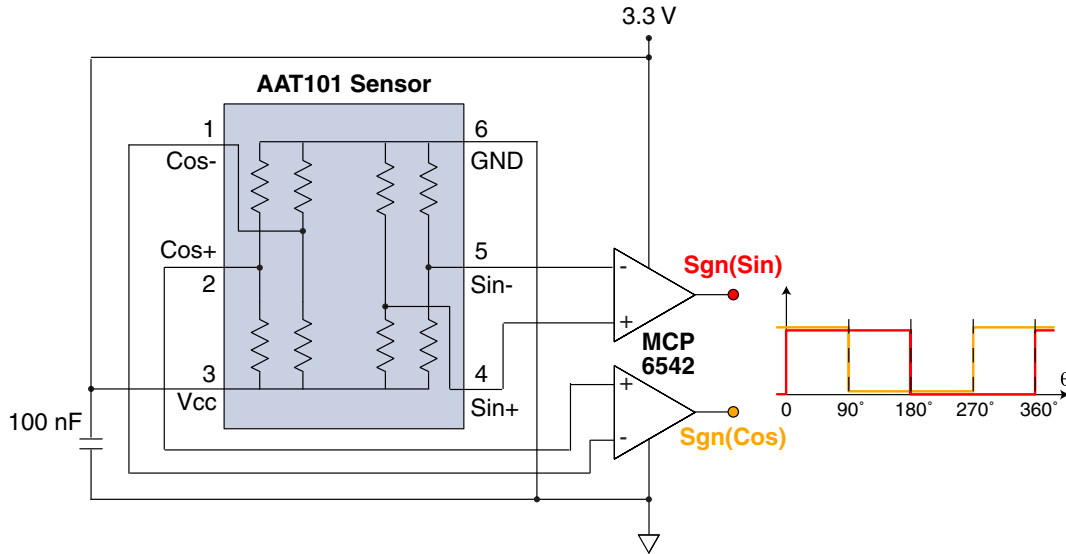 3.3 V
AAT101 Sensor
1
Cos-
6
GND
Cos+
2
5
Sin-
3
Vcc
4
Sin+
100 nF
-
+
MCP
6542
+
-
Sgn(Sin)
Sgn(Cos)
θ
0 90˚ 180˚ 270˚ 360˚